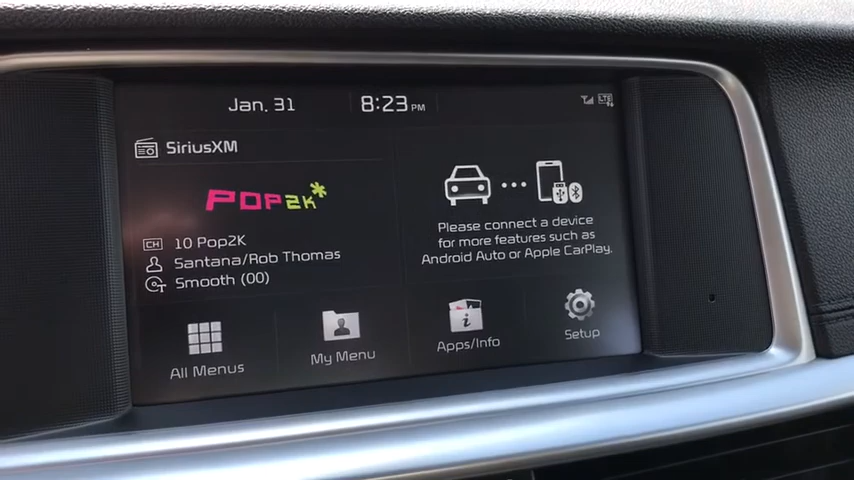 Jan. 31
8:23 PM
LTE
SiriusXM
POP2K*
CH 10 Pop2K
Santana/Rob Thomas
Smooth (00)
Please connect a device
for more features such as
Android Auto or Apple CarPlay.
All Menus
My Menu
Apps/Info
Setup